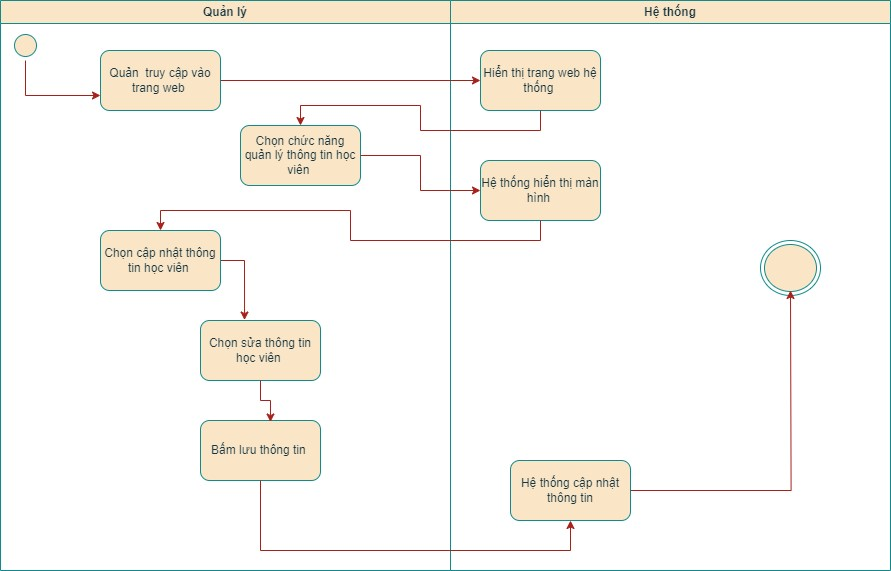 Quản lý
Hệ thống
Quản  truy cập vào
trang web
Hiển thị trang web hệ
thống
Chọn chức năng
quản lý thông tin học
viên
Hệ thống hiển thị màn
hình
Chọn cập nhật thông
tin học viên
Chọn sửa thông tin
học viên
Bấm lưu thông tin
Hệ thống cập nhật
thông tin